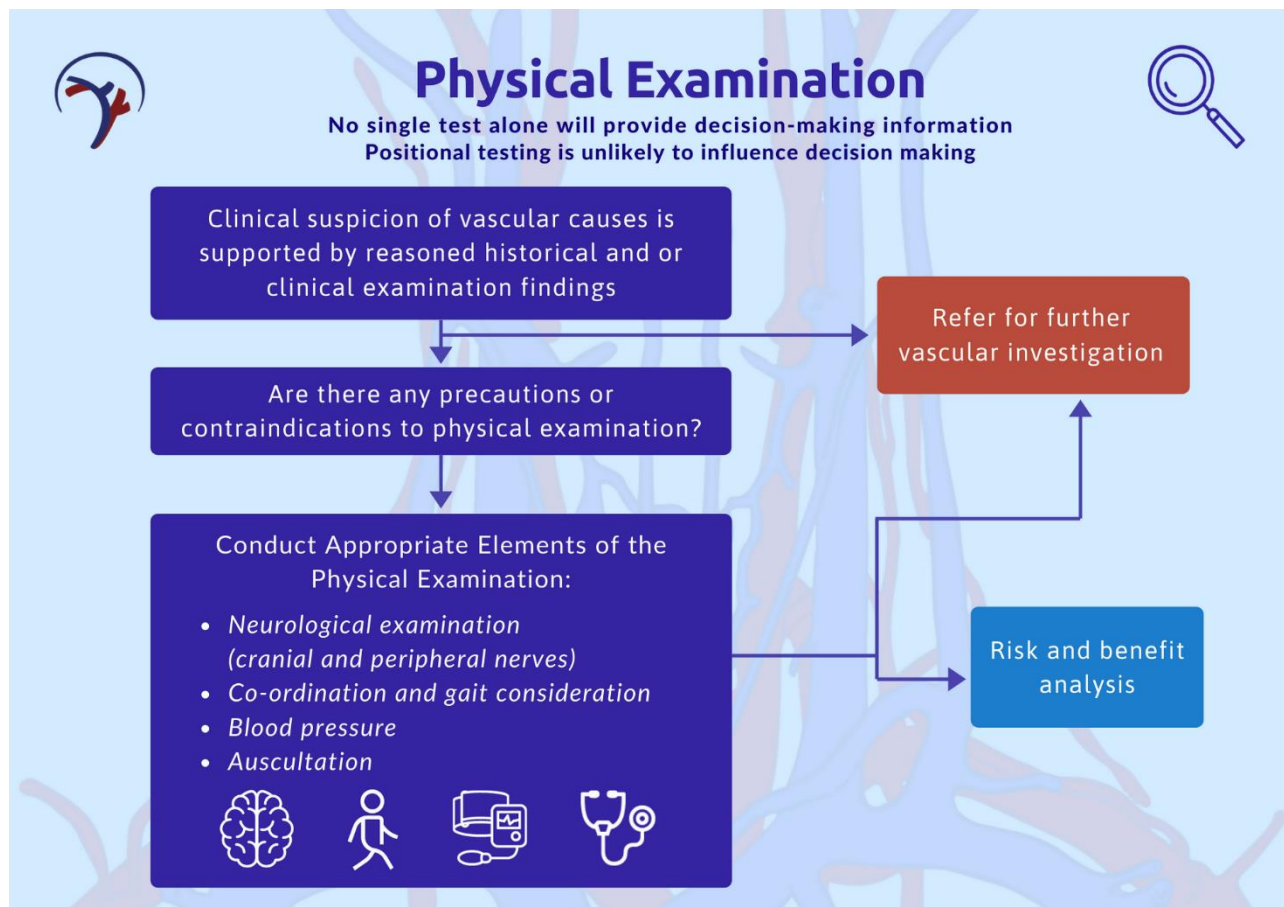 Physical Examination
No single test alone will provide decision-making information
Positional testing is unlikely to influence decision making
Clinical suspicion of vascular causes is
supported by reasoned historical and or
clinical examination findings
Refer for further
vascular investigation
Are there any precautions or
contraindications to physical examination?
Conduct Appropriate Elements of the
Physical Examination:
• Neurological examination
(cranial and peripheral nerves)
• Co-ordination and gait consideration
• Blood pressure
• Auscultation
Risk and benefit
analysis